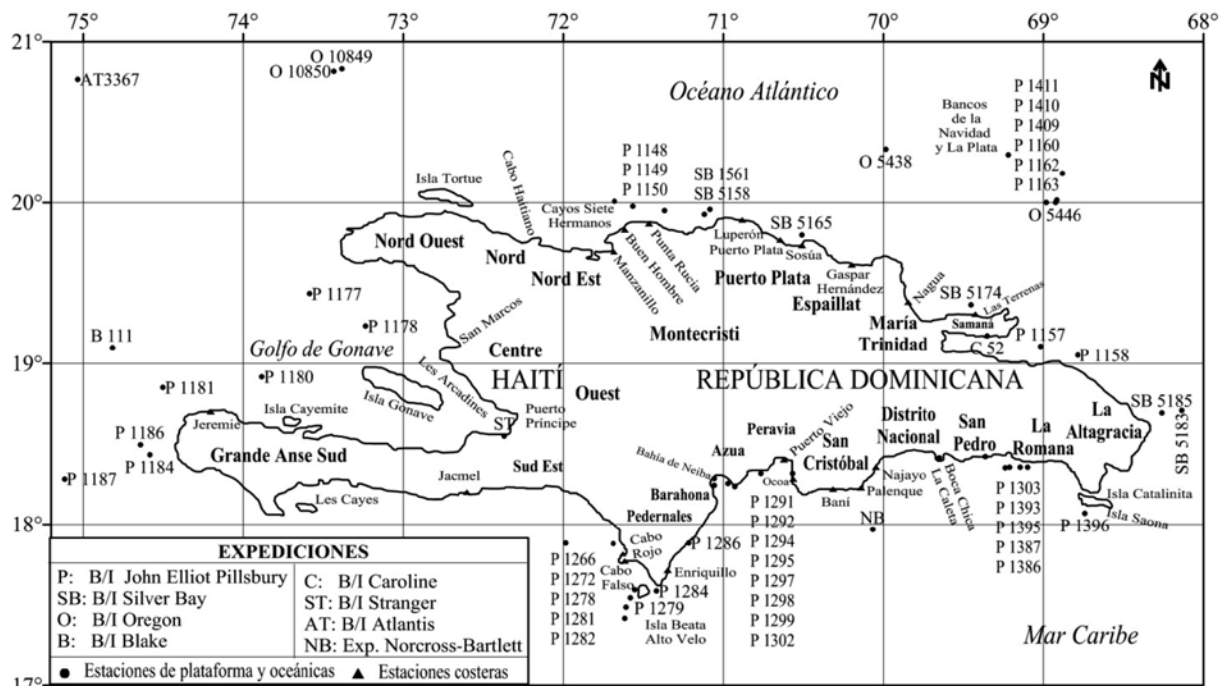 75° 74° 73° 72° 71° 70° 69° 68°
21°
O 10849
O 10850
AT3367
Océano Atlántico
Bancos
de la
Navidad
y La Plata
P 1411
P 1410
P 1409
P 1160
P 1162
P 1163
N
O 5438
O 5446
20°
Isla Tortue
Cabo Haitiano
P 1148
P 1149
P 1150
SB 1561
SB 5158
Cayos Siete
Hermanos
SB 5165
Nord Ouest
Nord
Nord Est
Manzanillo
Buen Hombre
Punta Rucia
Luperón
Puerto Plata
Sosúa
Puerto Plata
Gaspar
Hernández
Espaillat
Nagua
SB 5174
Las Terrenas
P 1177
P 1178
San Marcos
Montecristi
María
Trinidad
Samaná
P 1157
B 111
Golfo de Gonave
Centre
C 52
P 1158
19°
HAITÍ
REPÚBLICA DOMINICANA
P 1181
P 1180
Les Arcadines
Isla Gonave
Ouest
SB 5185
SB 5183
Isla Cayemite
Jeremie
Puerto
Príncipe
ST
Puerto Viejo
Peravia
Distrito
Nacional
San
Pedro
La
Romana
La
Altagracia
P 1186
P 1184
Grande Anse Sud
Sud Est
Azua
San
Cristóbal
P 1187
Jacmel
Bahía de Neiba
Ocoa
Najayo
Palenque
Boca Chica
La Caleta
Les Cayes
Barahona
Baní
Isla Catalinita
Isla Saona
P 1396
18°
Pedernales
NB
P 1303
P 1393
P 1395
P 1387
P 1386
P 1291
P 1292
P 1294
P 1295
P 1297
P 1298
P 1299
P 1302
Cabo
Rojo
P 1286
P 1266
P 1272
P 1278
P 1281
P 1282
Cabo
Falso
Enriquillo
P 1284
P 1279
Isla Beata
Alto Velo
Mar Caribe
EXPEDICIONES
P: B/I John Elliot Pillsbury
SB: B/I Silver Bay
O: B/I Oregon
B: B/I Blake
C: B/I Caroline
ST: B/I Stranger
AT: B/I Atlantis
NB: Exp. Norcross-Bartlett
Estaciones de plataforma y oceánicas
Estaciones costeras
17°